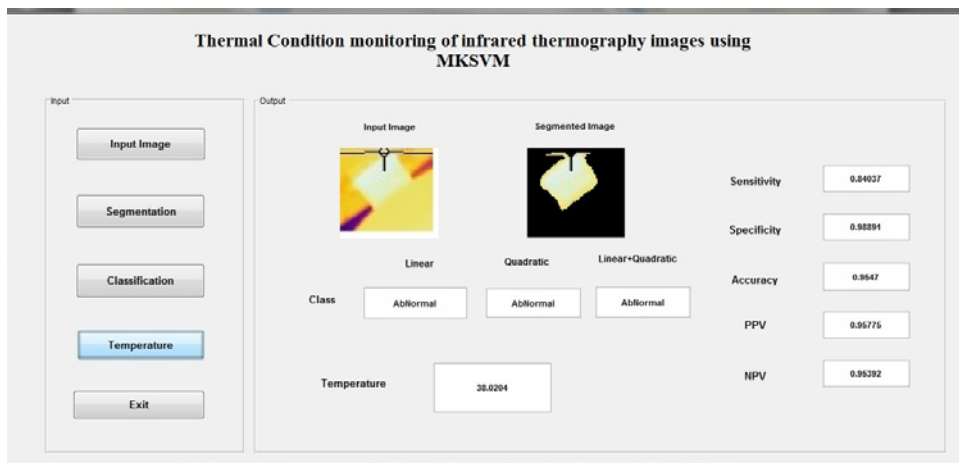 Thermal Condition monitoring of infrared thermography images using
MKSVM
Input
Input Image
Segmentation
Classification
Temperature
Exit
Output
Input Image
Segmented Image
Linear
Quadratic
Linear+Quadratic
Class
AbNormal
AbNormal
AbNormal
Temperature
38.0204
Sensitivity
0.84037
Specificity
0.98891
Accuracy
0.9547
PPV
0.95775
NPV
0.95392